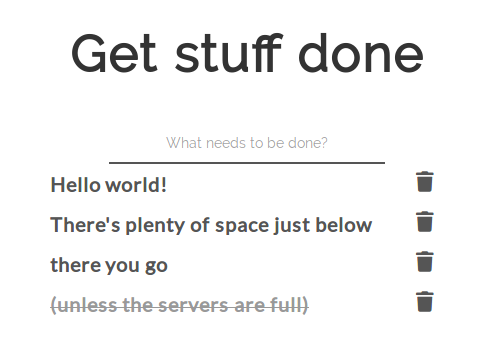 Get stuff done
What needs to be done?
Hello world!
There's plenty of space just below
there you go
(unless the servers are full)